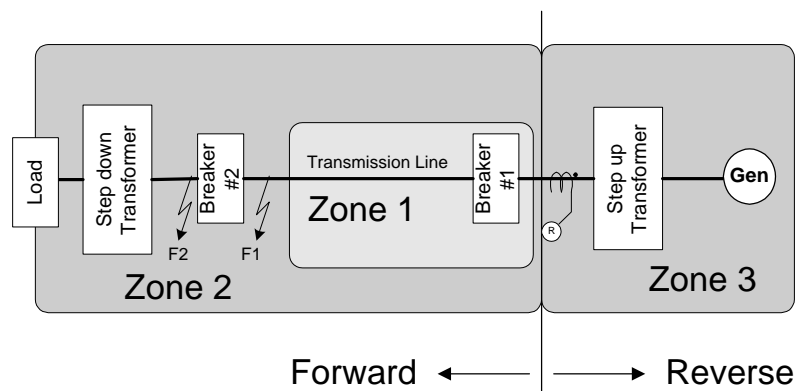 Load
Step down
Transformer
Breaker
#2
Transmission Line
Breaker
#1
R
Step up
Transformer
Gen
F2
F1
Zone 1
Zone 2
Zone 3
Forward
Reverse